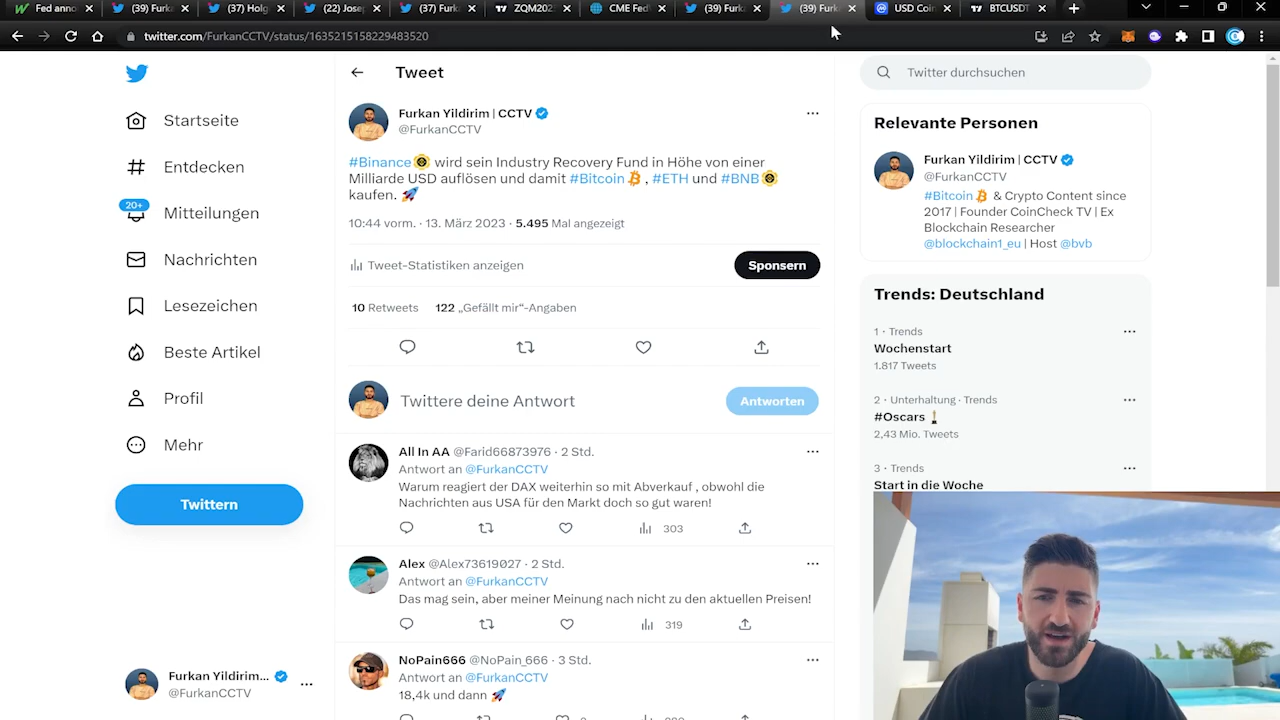 Fed ann
(39) Furk
(37) Holg
(22) Jose
(37) Furk
ZQM202
CME Fed
(39) Furk
(39) Furk
USD Coin
BTCUSDT
twitter.com/FurkanCCTV/status/1635215158229483520
Startseite
Entdecken
20+
Mitteilungen
Nachrichten
Lesezeichen
Beste Artikel
Profil
Mehr
Twittern
Furkan Yildirim...
@FurkanCCTV
Tweet
Furkan Yildirim | CCTV
@FurkanCCTV
#Binance wird sein Industry Recovery Fund in Höhe von einer
Milliarde USD auflösen und damit #Bitcoin , #ETH und #BNB
kaufen. 🚀
10:44 vorm. · 13. März 2023 · 5.495 Mal angezeigt
Tweet-Statistiken anzeigen
Sponsern
10 Retweets 122 „Gefällt mir“-Angaben
Twittere deine Antwort
Antworten
All In AA @Farid66873976 · 2 Std.
Antwort an @FurkanCCTV
Warum reagiert der DAX weiterhin so mit Abverkauf , obwohl die
Nachrichten aus USA für den Markt doch so gut waren!
303
Alex @Alex73619027 · 2 Std.
Antwort an @FurkanCCTV
Das mag sein, aber meiner Meinung nach nicht zu den aktuellen Preisen!
319
NoPain666 @NoPain_666 · 3 Std.
Antwort an @FurkanCCTV
18,4k und dann 🚀
Twitter durchsuchen
Relevante Personen
Furkan Yildirim | CCTV
@FurkanCCTV
#Bitcoin & Crypto Content since
2017 | Founder CoinCheck TV | Ex
Blockchain Researcher
@blockchain1_eu | Host @bvb
Trends: Deutschland
1 · Trends
Wochenstart
1.817 Tweets
2 · Unterhaltung · Trends
#Oscars
2,43 Mio. Tweets
3 · Trends
Start in die Woche